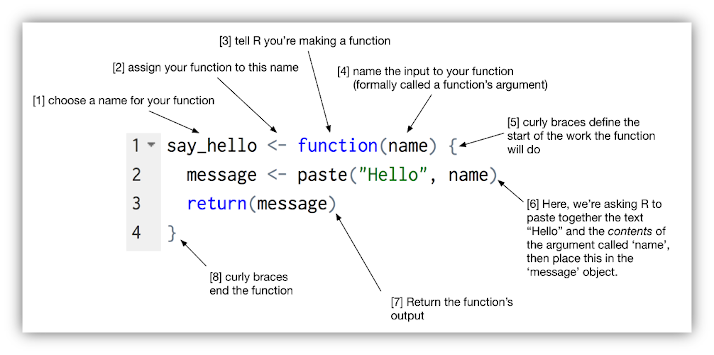 [3] tell R you're making a function
[2] assign your function to this name
[4] name the input to your function
(formally called a function's argument)
[1] choose a name for your function
[5] curly braces define the
start of the work the function
will do
1 say_hello <- function(name) {
2 message <- paste("Hello", name)
3 return(message)
4 }
[6] Here, we're asking R to
paste together the text
“Hello” and the contents of
the argument called ‘name’,
then place this in the
‘message’ object.
[8] curly braces
end the function
[7] Return the function's
output